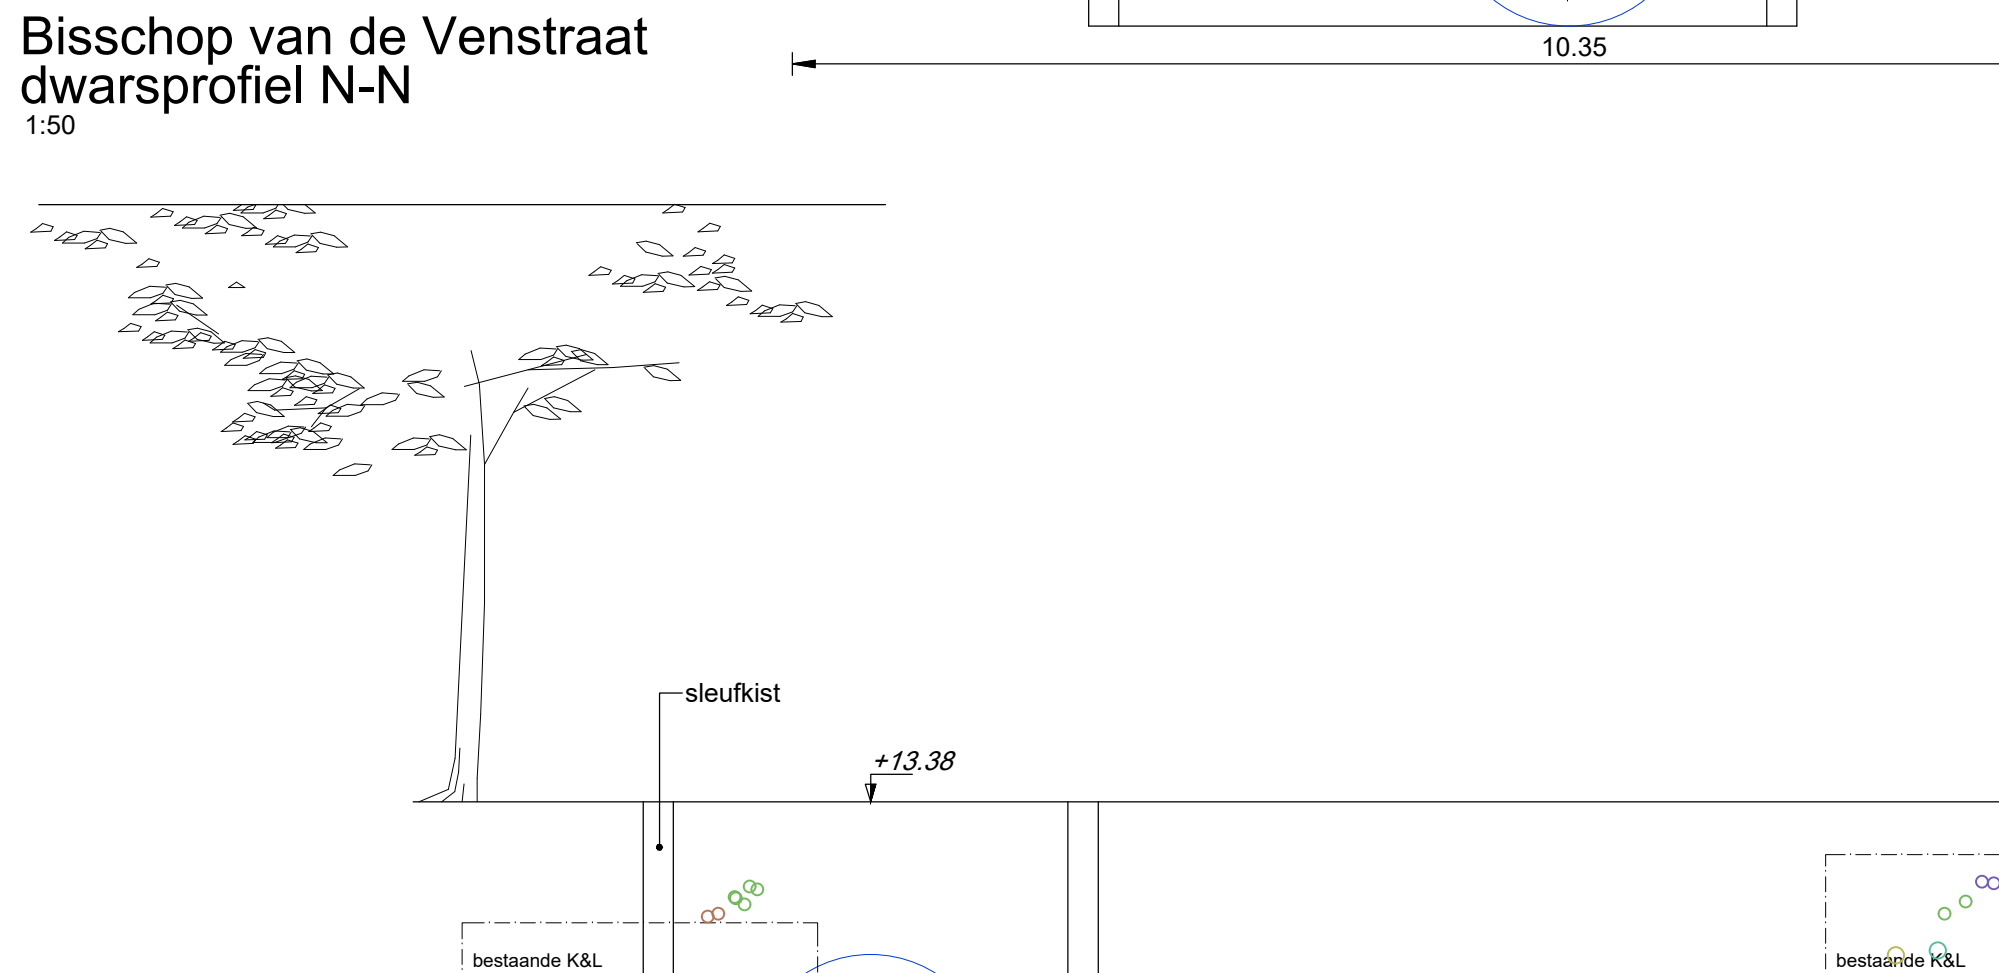 Bisschop van de Venstraat
dwarsprofiel N-N
1:50
10.35
sleufkist
+13.38
bestaande K&L
bestaande K&L